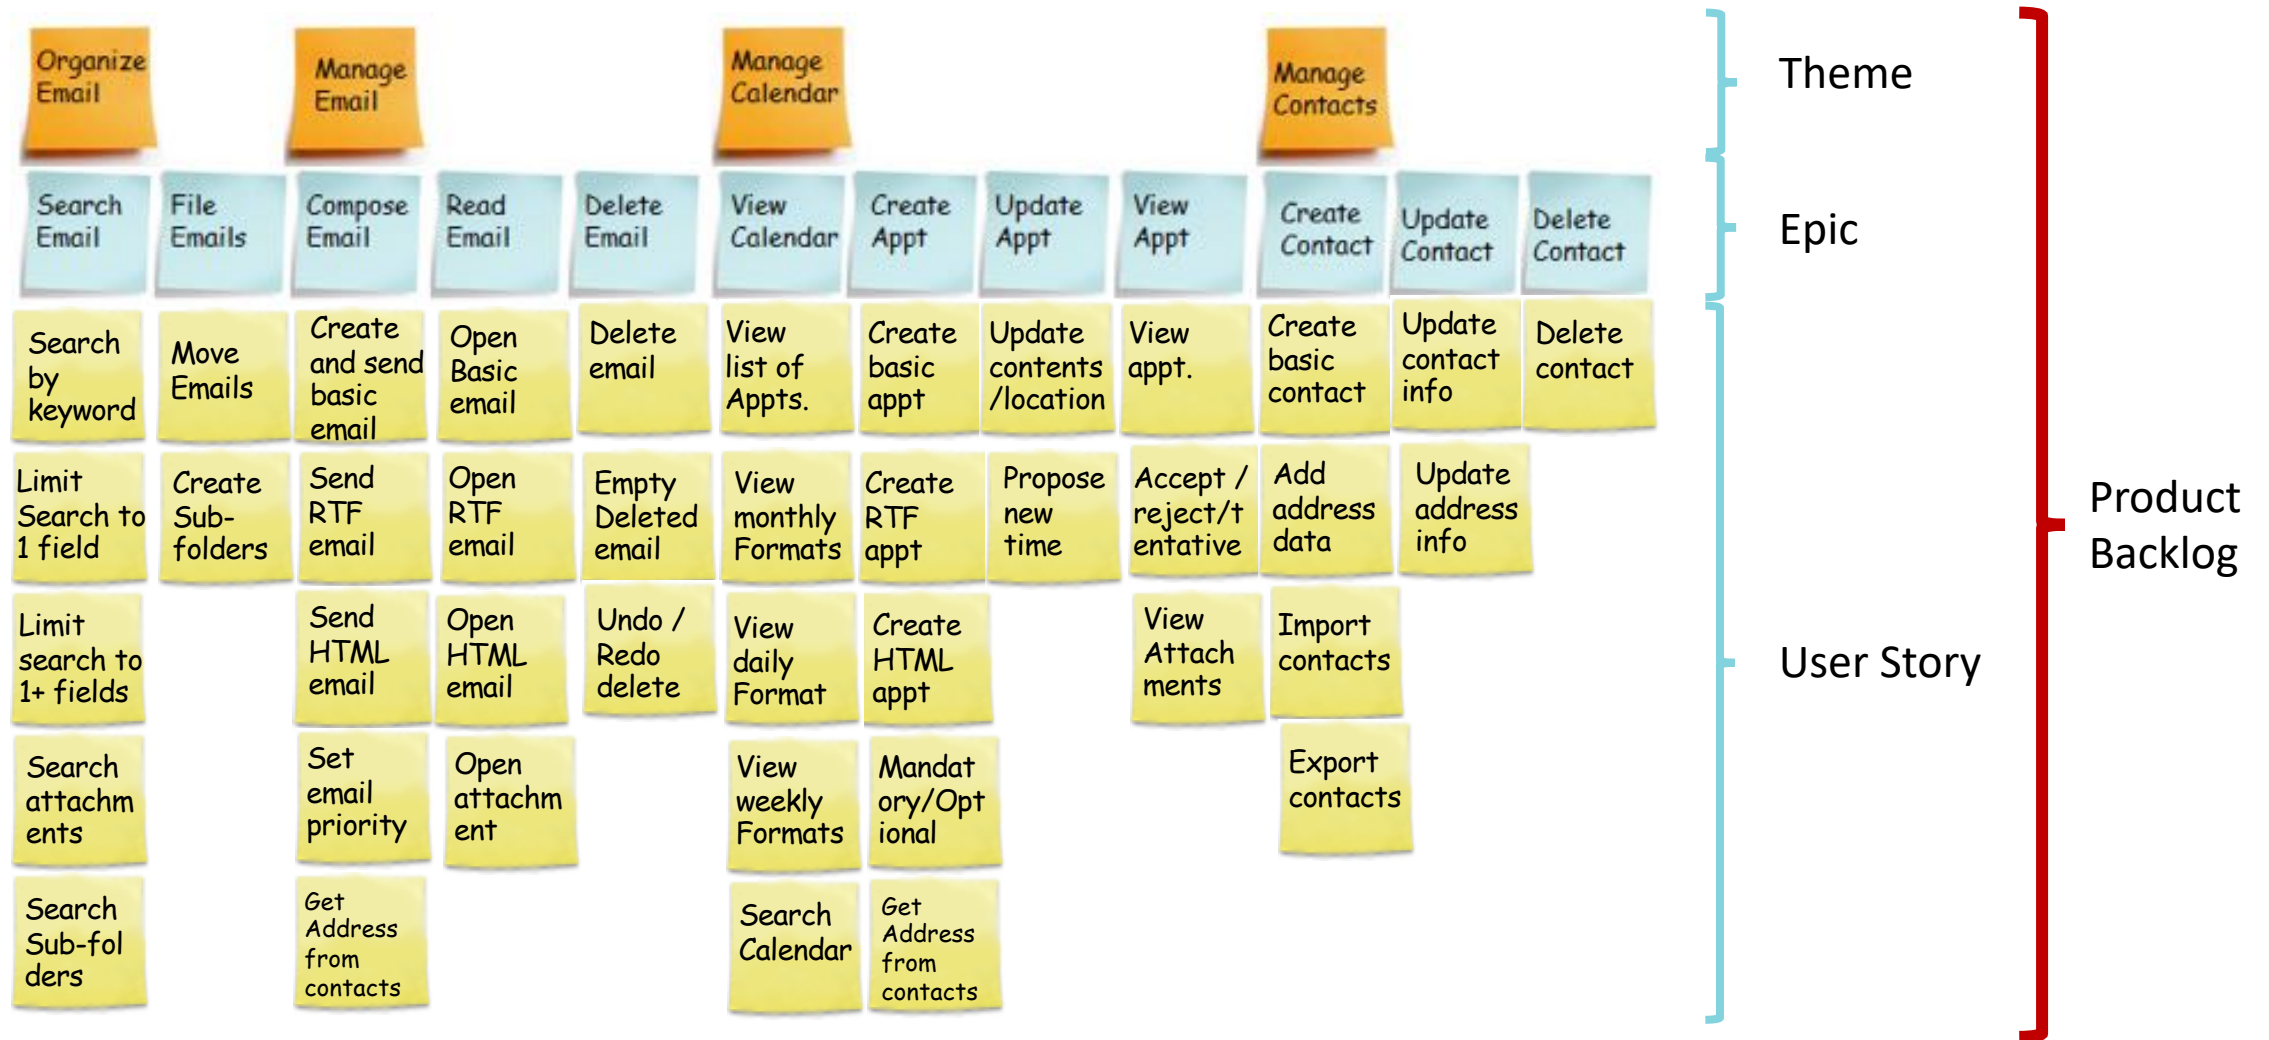 Organize
Email
Manage
Email
Manage
Calendar
Manage
Contacts
Theme
Search
Email
File
Emails
Compose
Email
Read
Email
Delete
Email
View
Calendar
Create
Appt
Update
Appt
View
Appt
Create
Contact
Update
Contact
Delete
Contact
Epic
Search
by
keyword
Move
Emails
Create
and send
basic
email
Open
Basic
email
Delete
email
View
list of
Appts.
Create
basic
appt
Update
contents
/location
View
appt.
Create
basic
contact
Update
contact
info
Delete
contact
Limit
Search to
1 field
Create
Sub-
folders
Send
RTF
email
Open
RTF
email
Empty
Deleted
email
View
monthly
Formats
Create
RTF
appt
Propose
new
time
Accept /
reject/t
entative
Add
address
data
Update
address
info
Limit
search to
1+ fields
Send
HTML
email
Open
HTML
email
Undo /
Redo
delete
View
daily
Format
Create
HTML
appt
View
Attach
ments
Import
contacts
User Story
Search
attachm
ents
Set
email
priority
Open
attachm
ent
View
weekly
Formats
Mandat
ory/Opt
ional
Export
contacts
Search
Sub-fol
ders
Get
Address
from
contacts
Search
Calendar
Get
Address
from
contacts
Product
Backlog